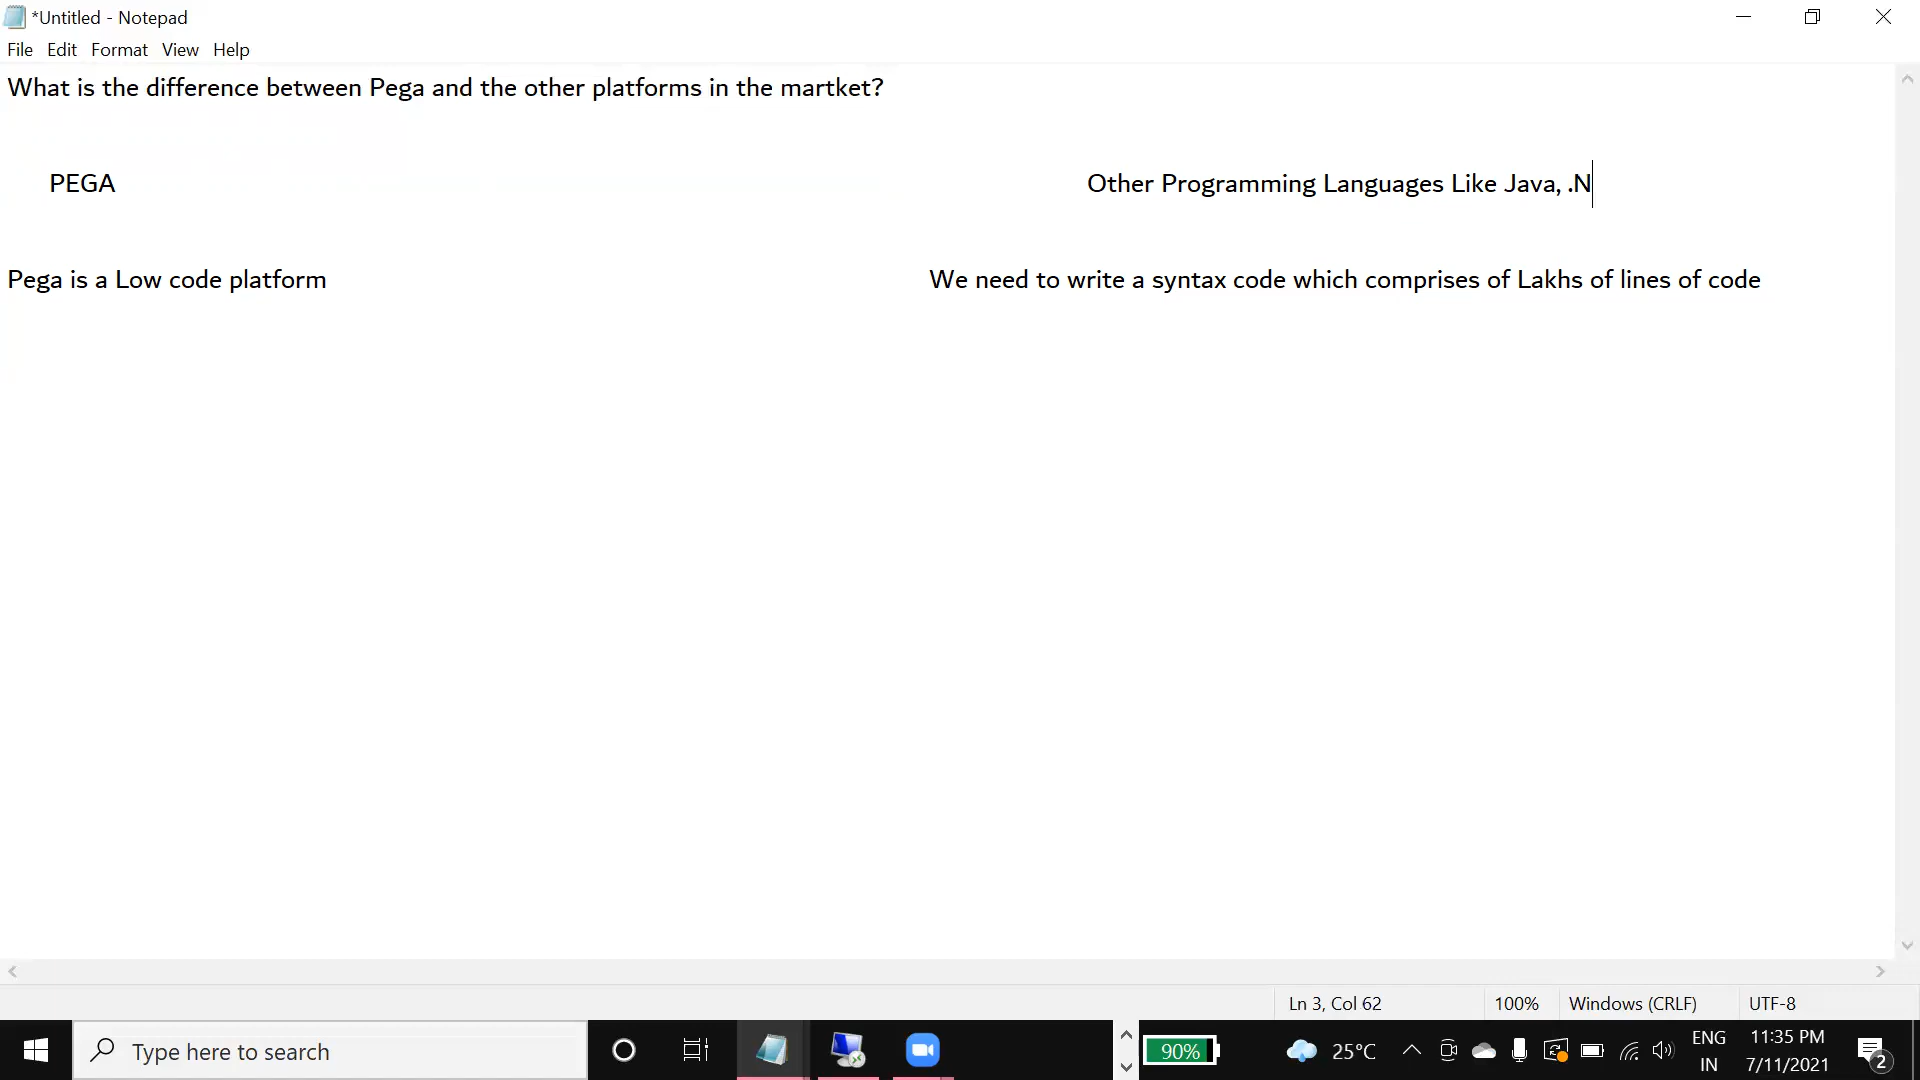 *Untitled - Notepad
File Edit Format View Help
What is the difference between Pega and the other platforms in the martket?
PEGA Other Programming Languages Like Java, .N
Pega is a Low code platform We need to write a syntax code which comprises of Lakhs of lines of code
Ln 3, Col 62 100% Windows (CRLF) UTF-8
Type here to search 90% 25°C ENG 11:35 PM
IN 7/11/2021 2